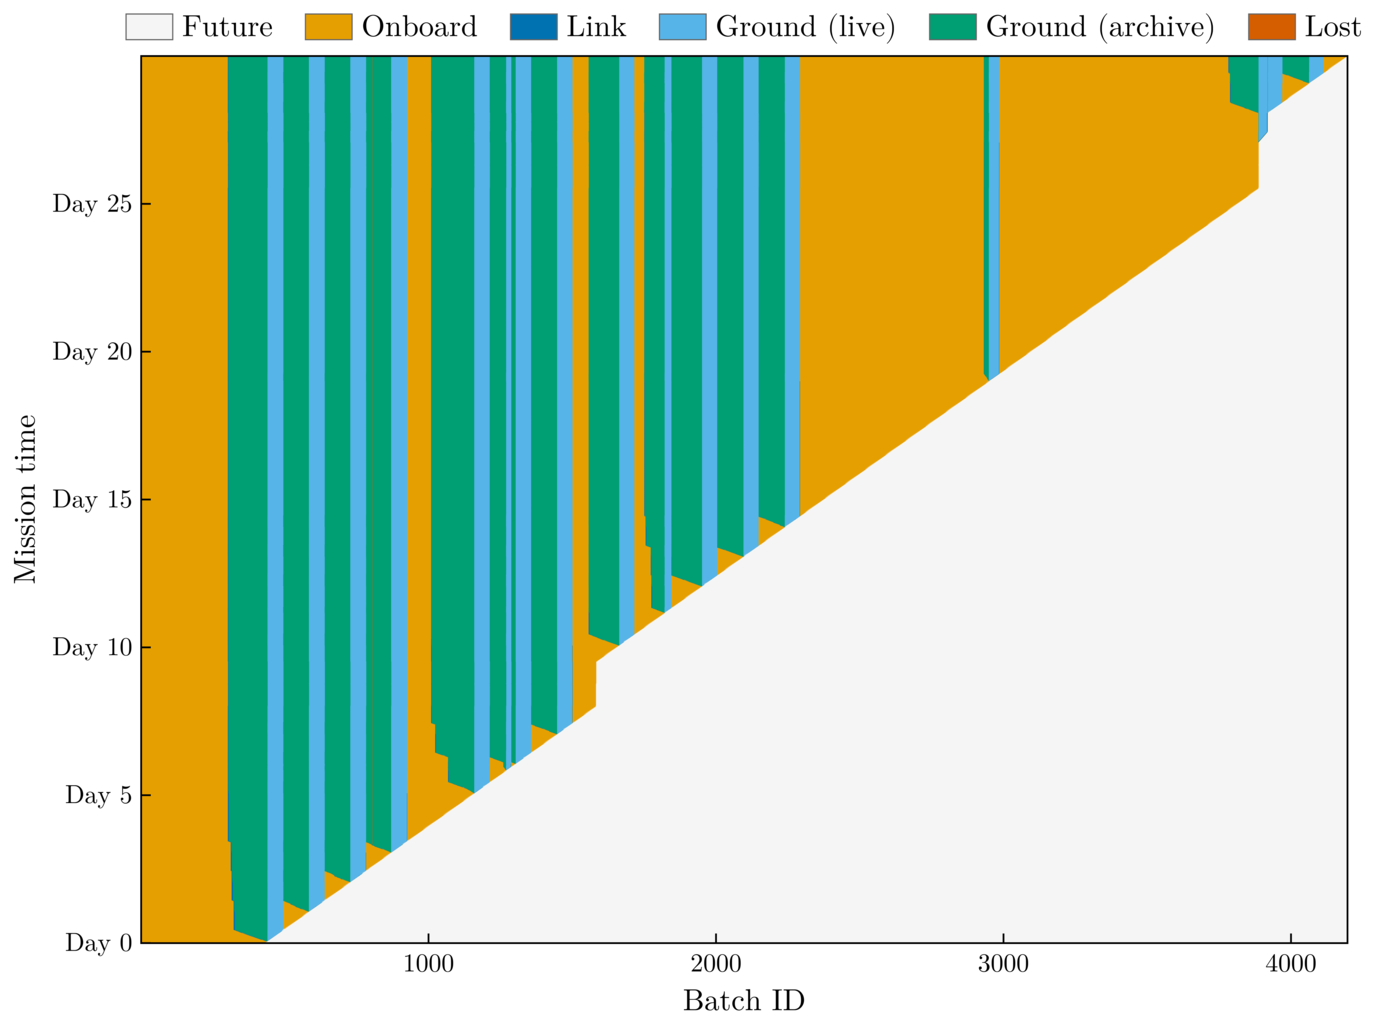 Future Onboard Link Ground (live) Ground (archive) Lost
Day 25
Day 20
Day 15
Day 10
Day 5
Day 0
Mission time
1000 2000 3000 4000
Batch ID